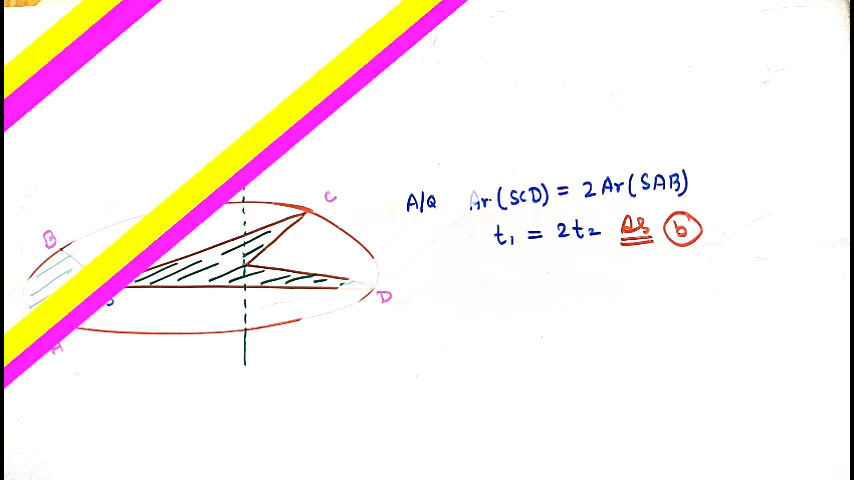 C
A/Q Ar (SCD) = 2 Ar (SAB)
B
t₁ = 2t₂ Ans b
D
A